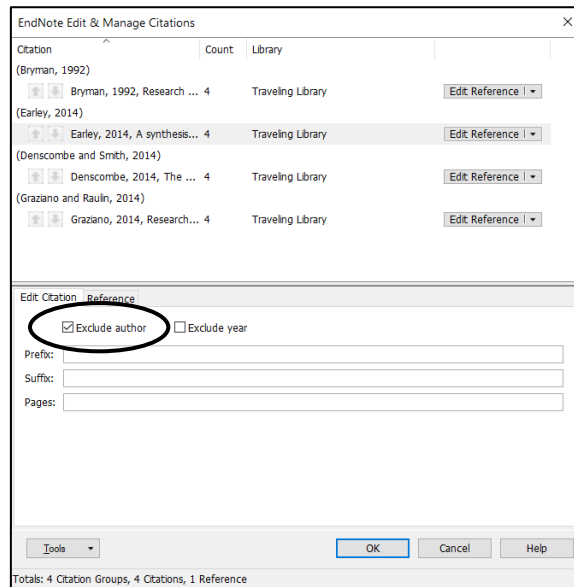 EndNote Edit & Manage Citations
Citation Count Library
(Bryman, 1992)
Bryman, 1992, Research ... 4 Traveling Library Edit Reference
(Earley, 2014)
Earley, 2014, A synthesis... 4 Traveling Library Edit Reference
(Denscombe and Smith, 2014)
Denscombe, 2014, The ... 4 Traveling Library Edit Reference
(Graziano and Raulin, 2014)
Graziano, 2014, Research... 4 Traveling Library Edit Reference
Edit Citation Reference
Exclude author Exclude year
Prefix:
Suffix:
Pages:
Tools OK Cancel Help
Totals: 4 Citation Groups, 4 Citations, 1 Reference